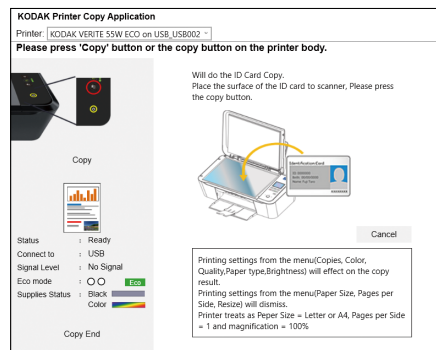 KODAK Printer Copy Application
Printer: KODAK VERITE 55W ECO on USB_USB002
Please press 'Copy' button or the copy button on the printer body.
Copy
Status : Ready
Connect to : USB
Signal Level : No Signal
Eco mode : Eco
Supplies Status : Black
Color
Copy End
Will do the ID Card Copy.
Place the surface of the ID card to scanner, Please press
the copy button.
Identification Card
Cancel
Printing settings from the menu(Copies, Color,
Quality,Paper type,Brightness) will effect on the copy
result.
Printing settings from the menu(Paper Size, Pages per
Side, Resize) will dismiss.
Printer treats as Peper Size = Letter or A4, Pages per Side
= 1 and magnification = 100%